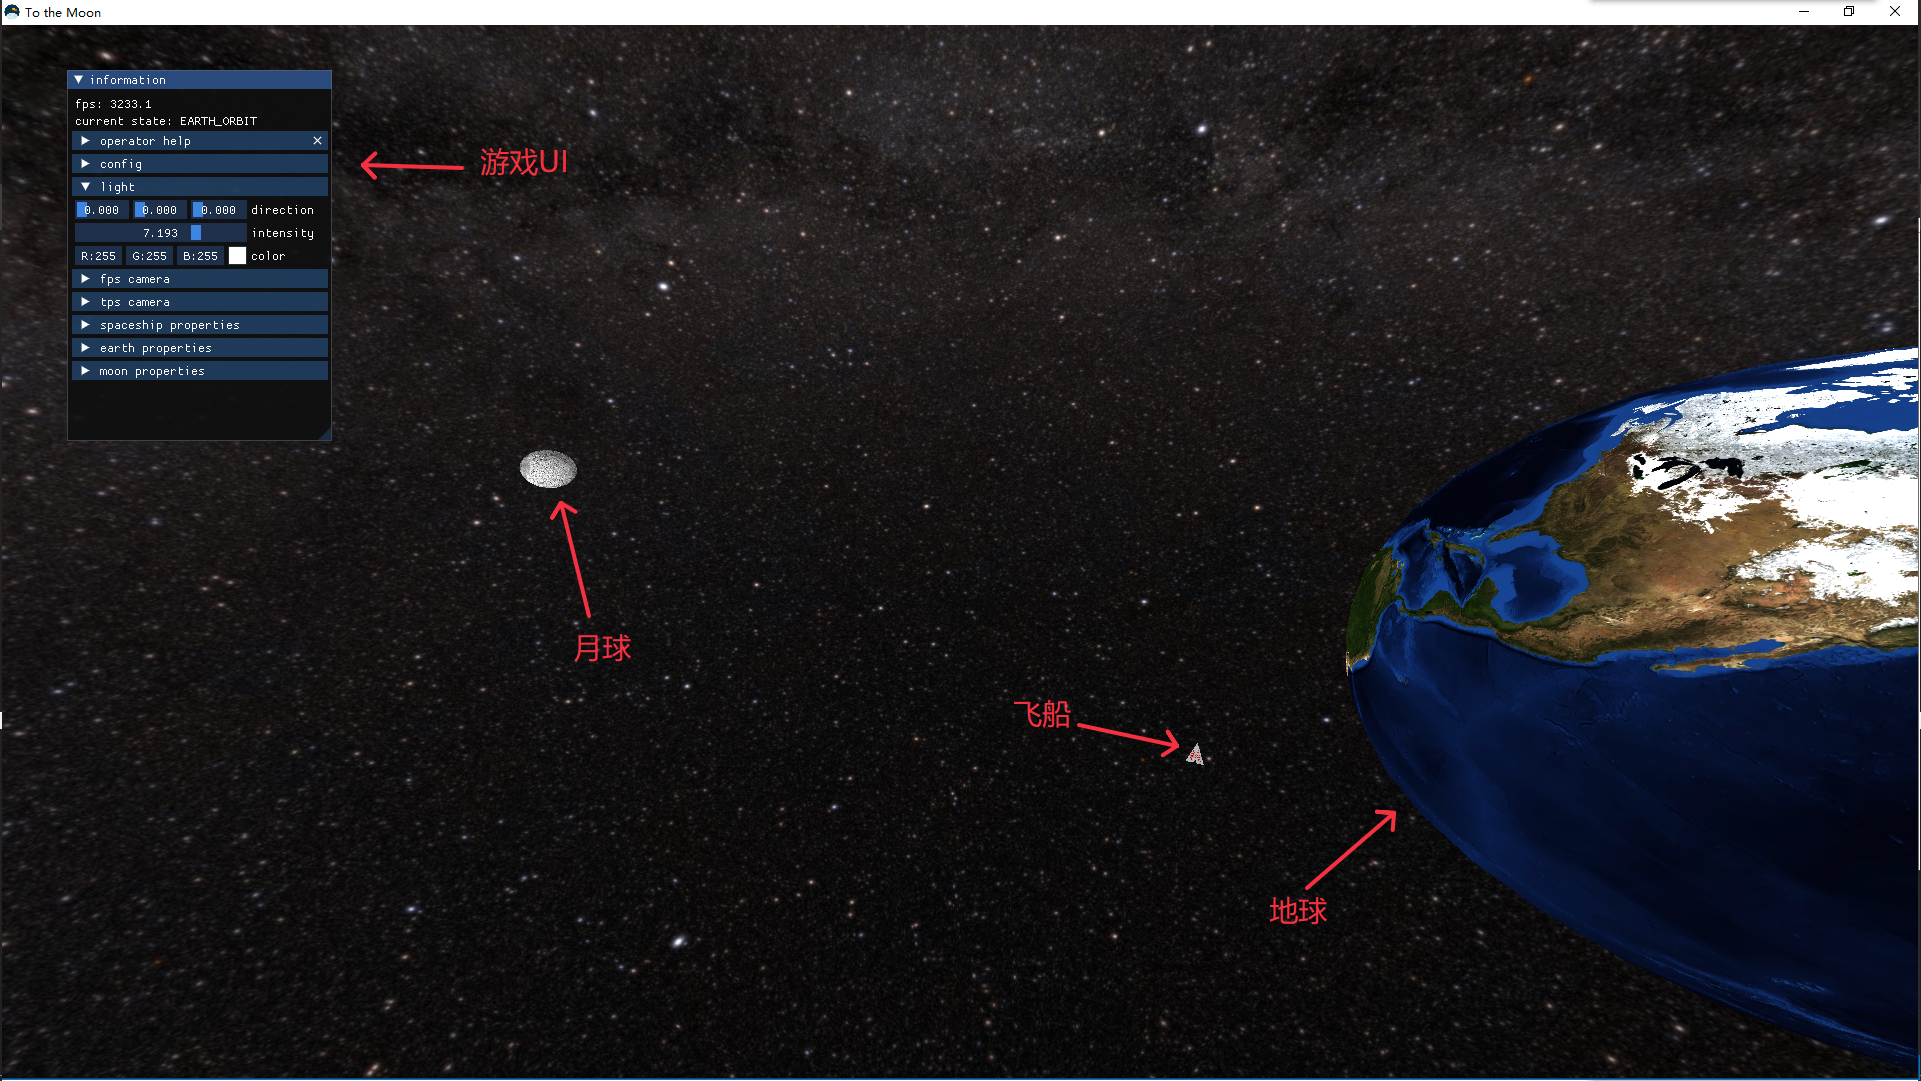 To the Moon
information
fps: 3233.1
current state: EARTH_ORBIT
operator help
config
light
0.000 0.000 0.000 direction
7.193 intensity
R:255 G:255 B:255 color
fps camera
tps camera
spaceship properties
earth properties
moon properties
游戏UI
月球
飞船
地球